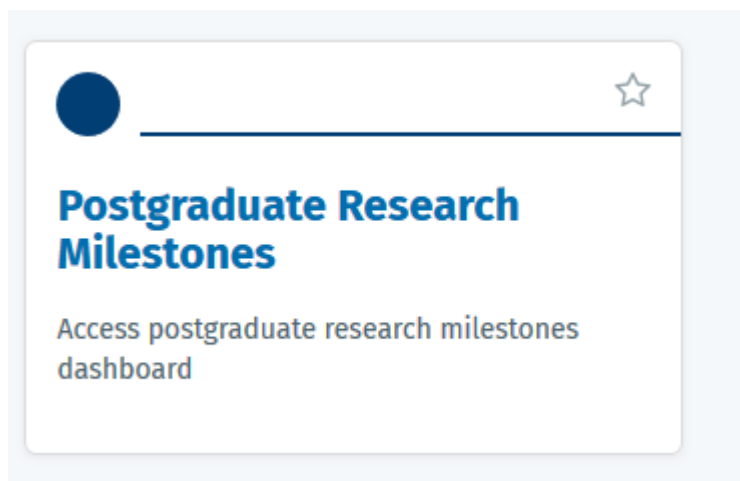 Postgraduate Research
Milestones
Access postgraduate research milestones
dashboard